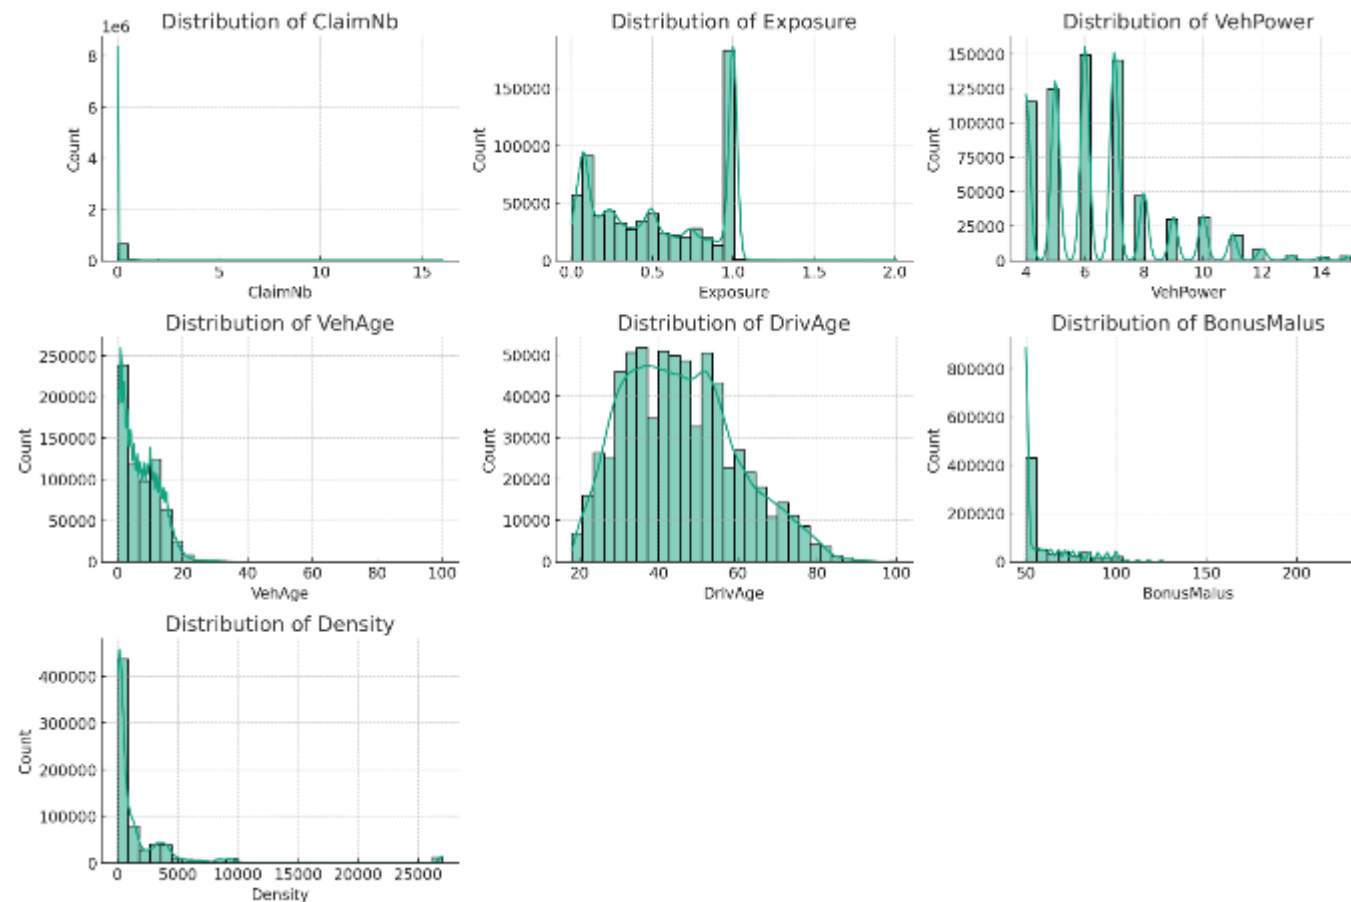 Distribution of ClaimNb
1e6
8
6
4
2
0
Count
0 5 10 15
ClaimNb
Distribution of Exposure
150000
100000
50000
0
Count
0.0 0.5 1.0 1.5 2.0
Exposure
Distribution of VehPower
150000
125000
100000
75000
50000
25000
0
Count
4 6 8 10 12 14
VehPower
Distribution of VehAge
250000
200000
150000
100000
50000
0
Count
0 20 40 60 80 100
VehAge
Distribution of DrivAge
50000
40000
30000
20000
10000
0
Count
20 40 60 80 100
DrivAge
Distribution of BonusMalus
800000
600000
400000
200000
0
Count
50 100 150 200
BonusMalus
Distribution of Density
400000
300000
200000
100000
0
Count
0 5000 10000 15000 20000 25000
Density